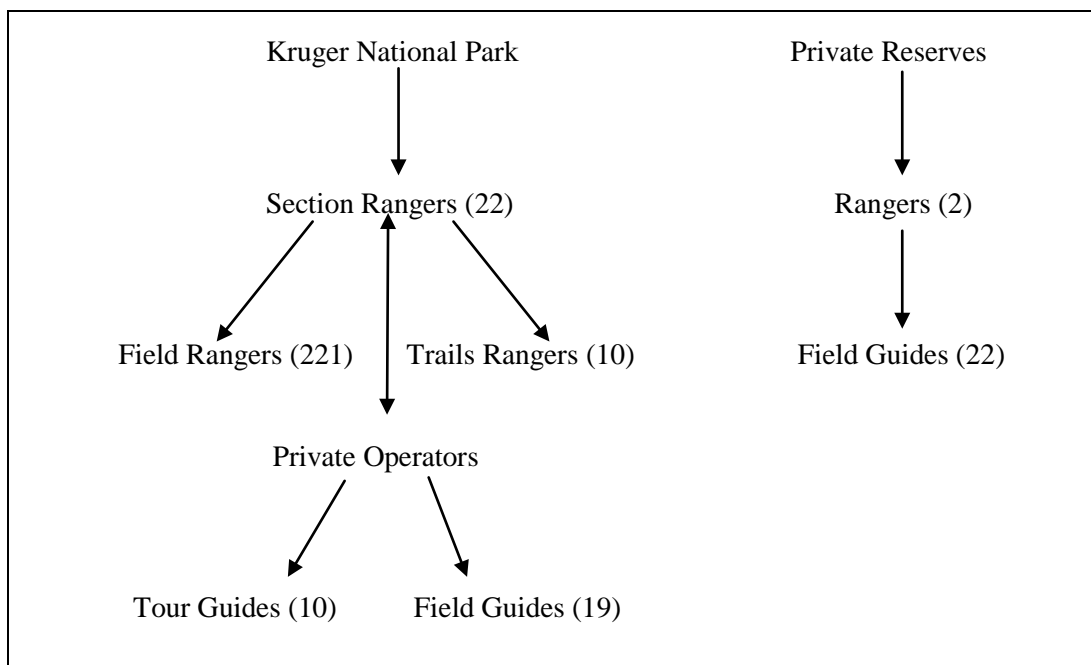 Kruger National Park Private Reserves
Section Rangers (22) Rangers (2)
Field Rangers (221) Trails Rangers (10) Field Guides (22)
Private Operators
Tour Guides (10) Field Guides (19)